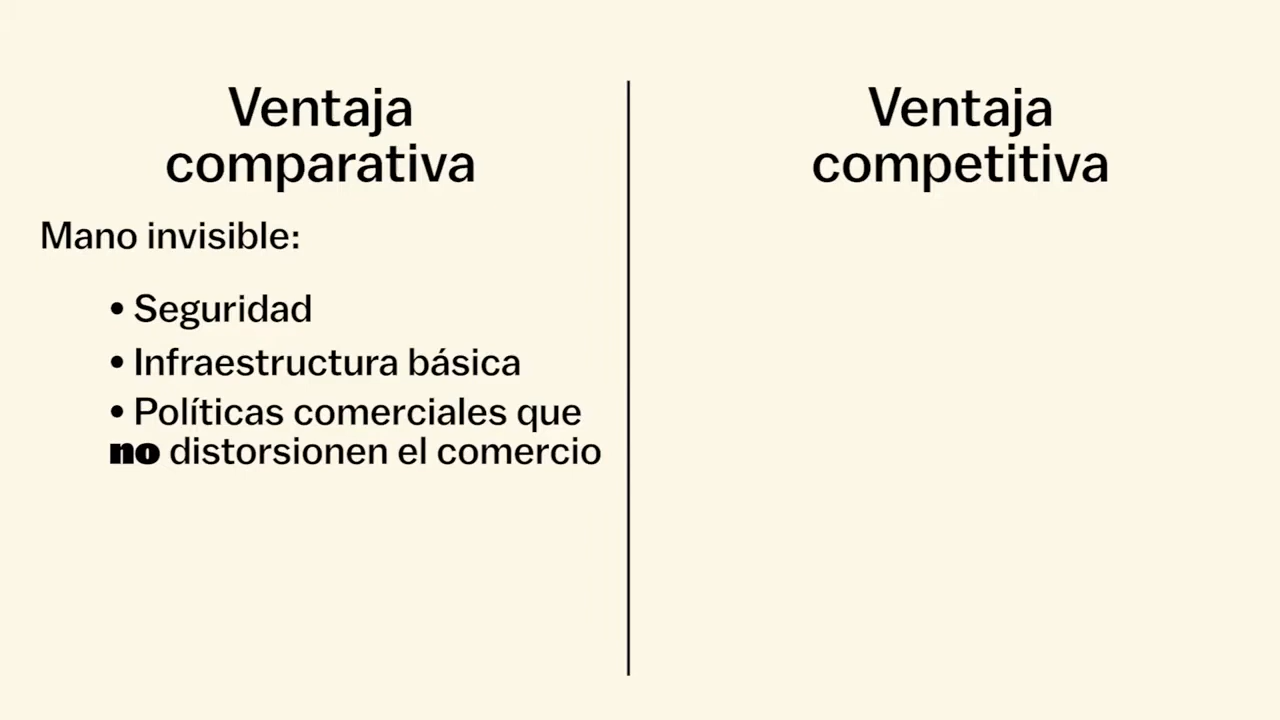 Ventaja
comparativa
Mano invisible:
• Seguridad
• Infraestructura básica
• Políticas comerciales que
no distorsionen el comercio
Ventaja
competitiva